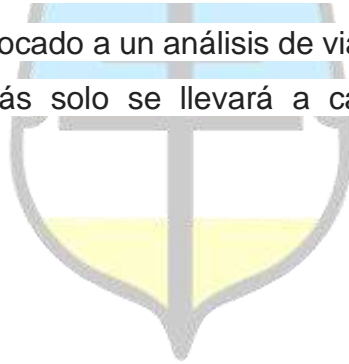 ocado a un análisis de via
ás solo se llevará a ca